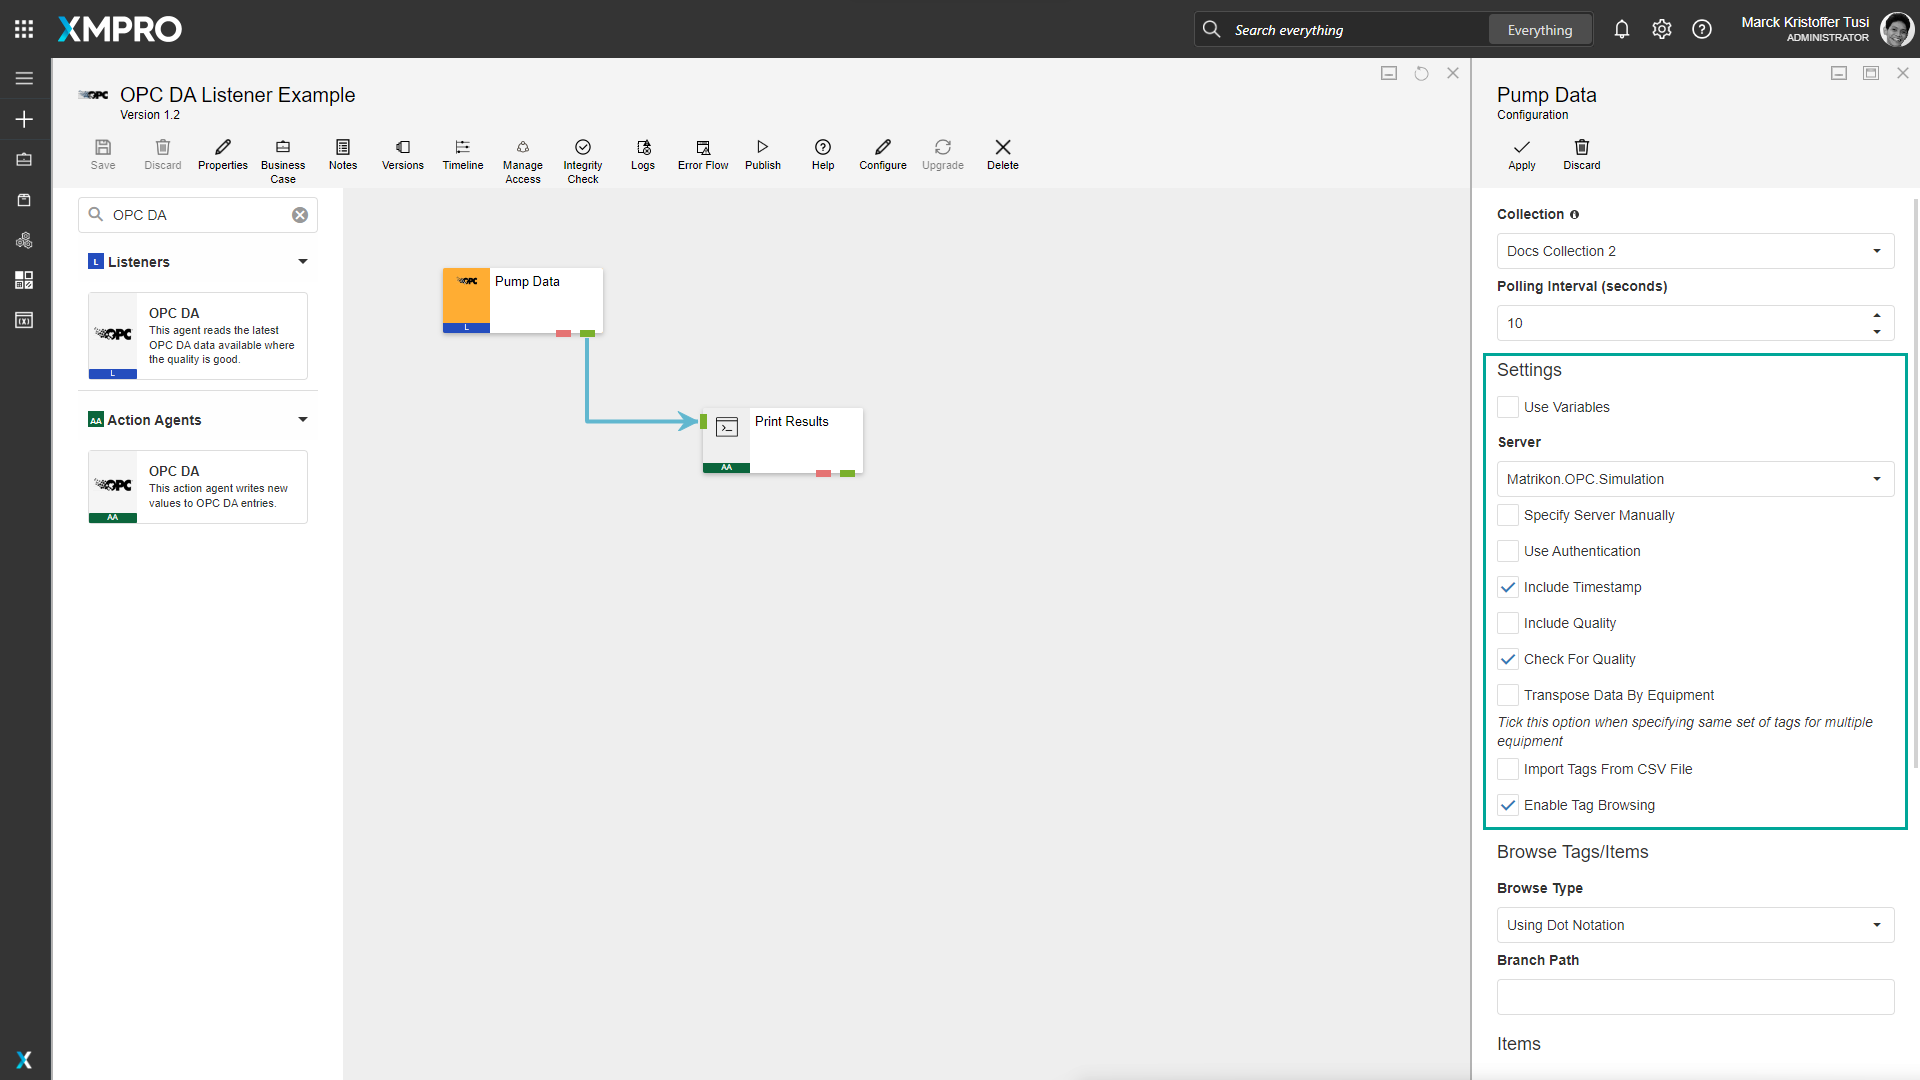 XMPRO
Search everything
Everything
Marck Kristoffer Tusi
ADMINISTRATOR
OPC
OPC DA Listener Example
Version 1.2
Save
Discard
Properties
Business
Case
Notes
Versions
Timeline
Manage
Access
Integrity
Check
Logs
Error Flow
Publish
Help
Configure
Upgrade
Delete
OPC DA
L Listeners
OPC
L
OPC DA
This agent reads the latest
OPC DA data available where
the quality is good.
AA Action Agents
OPC
AA
OPC DA
This action agent writes new
values to OPC DA entries.
OPC
L
Pump Data
AA
Print Results
Pump Data
Configuration
Apply
Discard
Collection
Docs Collection 2
Polling Interval (seconds)
10
Settings
Use Variables
Server
Matrikon.OPC.Simulation
Specify Server Manually
Use Authentication
Include Timestamp
Include Quality
Check For Quality
Transpose Data By Equipment
Tick this option when specifying same set of tags for multiple
equipment
Import Tags From CSV File
Enable Tag Browsing
Browse Tags/Items
Browse Type
Using Dot Notation
Branch Path
Items
X